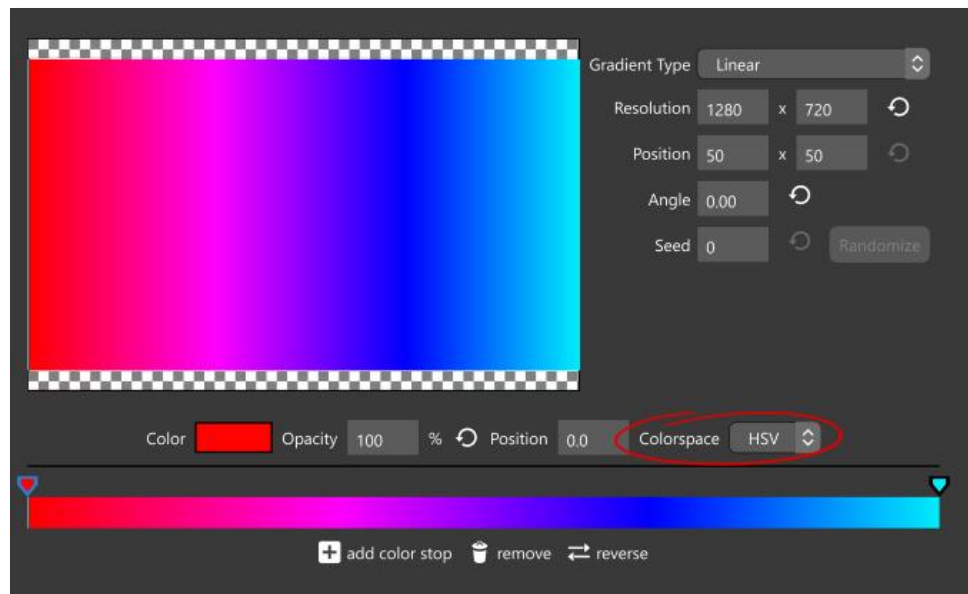 Gradient Type Linear
Resolution 1280 x 720
Position 50 x 50
Angle 0.00
Seed 0 Randomize
Color Opacity 100 % Position 0.0 Colorspace HSV
add color stop remove reverse